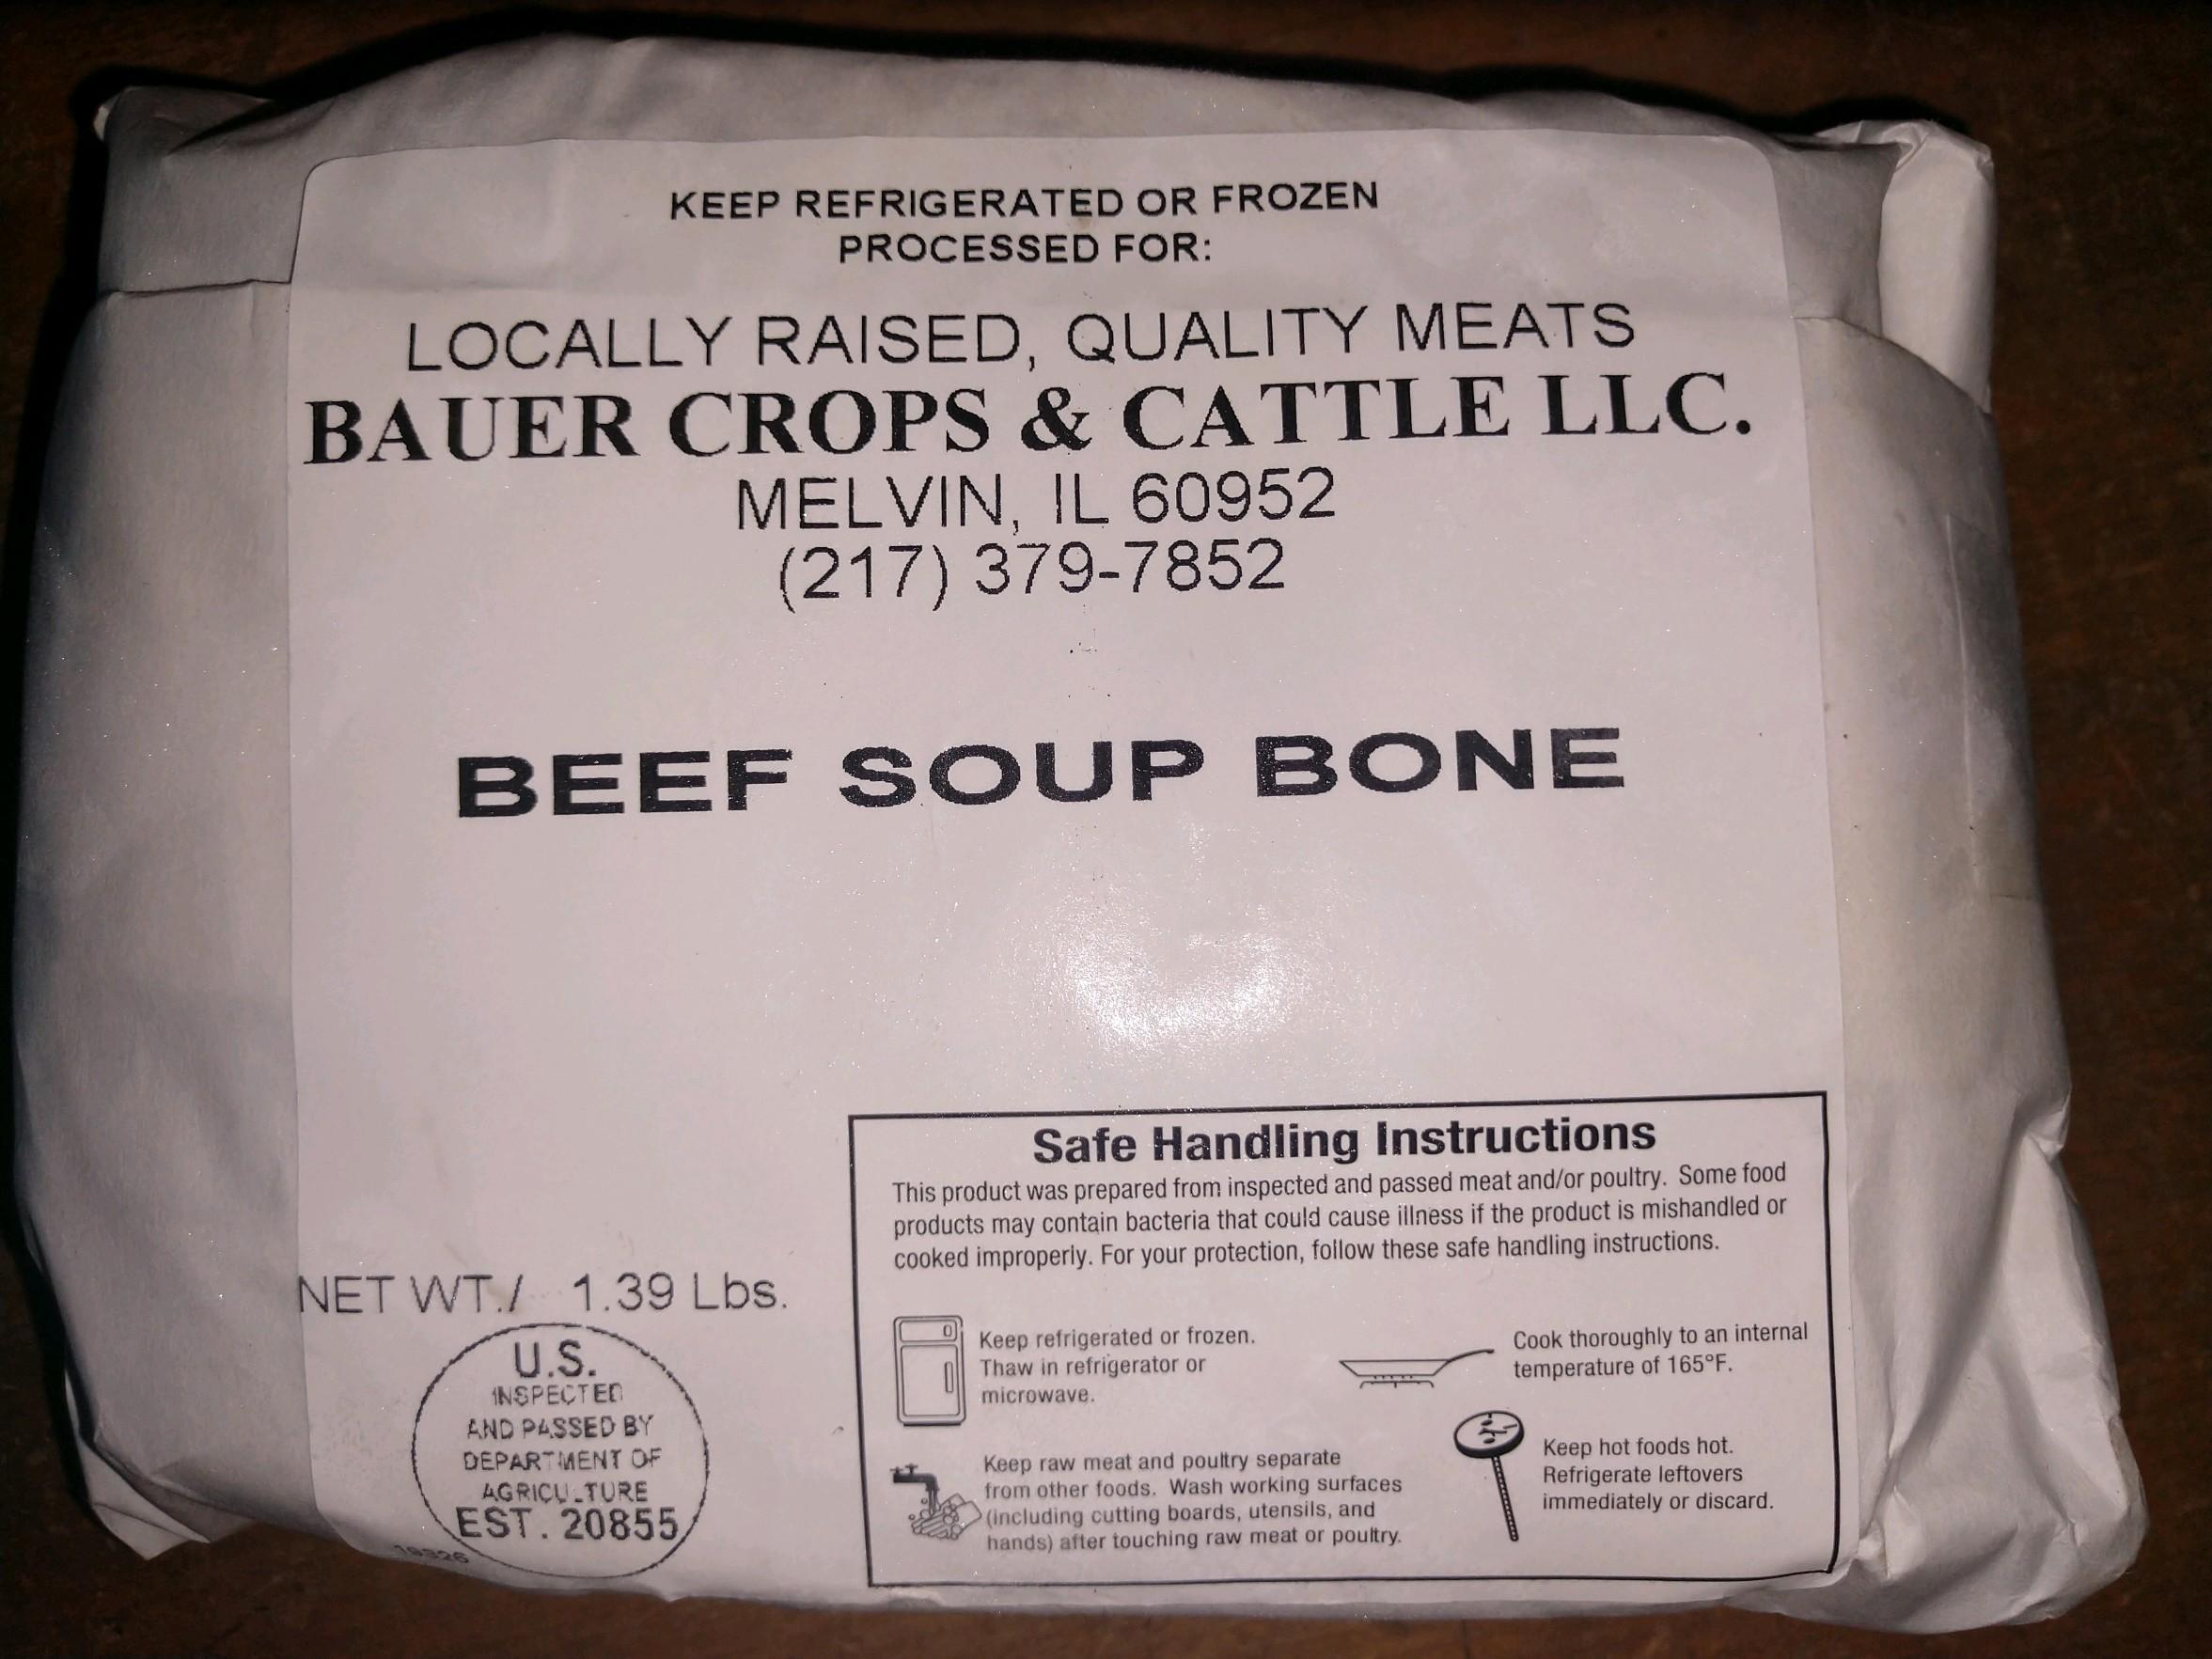 KEEP REFRIGERATED OR FROZEN
PROCESSED FOR:
LOCALLY RAISED, QUALITY MEATS
BAUER CROPS & CATTLE LLC.
MELVIN, IL 60952
(217) 379-7852
BEEF SOUP BONE
NET WT./ 1.39 Lbs.
U.S.
INSPECTED
AND PASSED BY
DEPARTMENT OF
AGRICULTURE
EST. 20855
Safe Handling Instructions
This product was prepared from inspected and passed meat and/or poultry. Some food
products may contain bacteria that could cause illness if the product is mishandled or
cooked improperly. For your protection, follow these safe handling instructions.
Keep refrigerated or frozen.
Thaw in refrigerator or
microwave.
Cook thoroughly to an internal
temperature of 165°F.
Keep raw meat and poultry separate
from other foods. Wash working surfaces
(including cutting boards, utensils, and
hands) after touching raw meat or poultry.
Keep hot foods hot.
Refrigerate leftovers
immediately or discard.